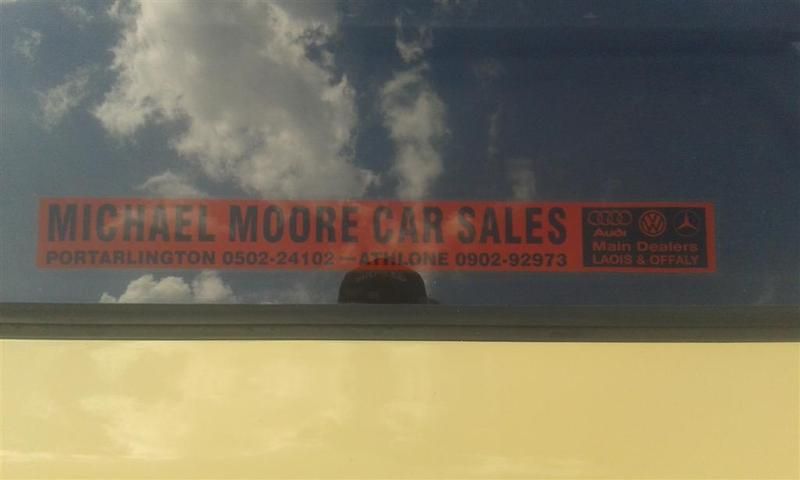 MICHAEL MOORE CAR SALES
PORTARLINGTON 0502-24102 — ATHLONE 0902-92973
Audi
Main Dealers
LAOIS & OFFALY